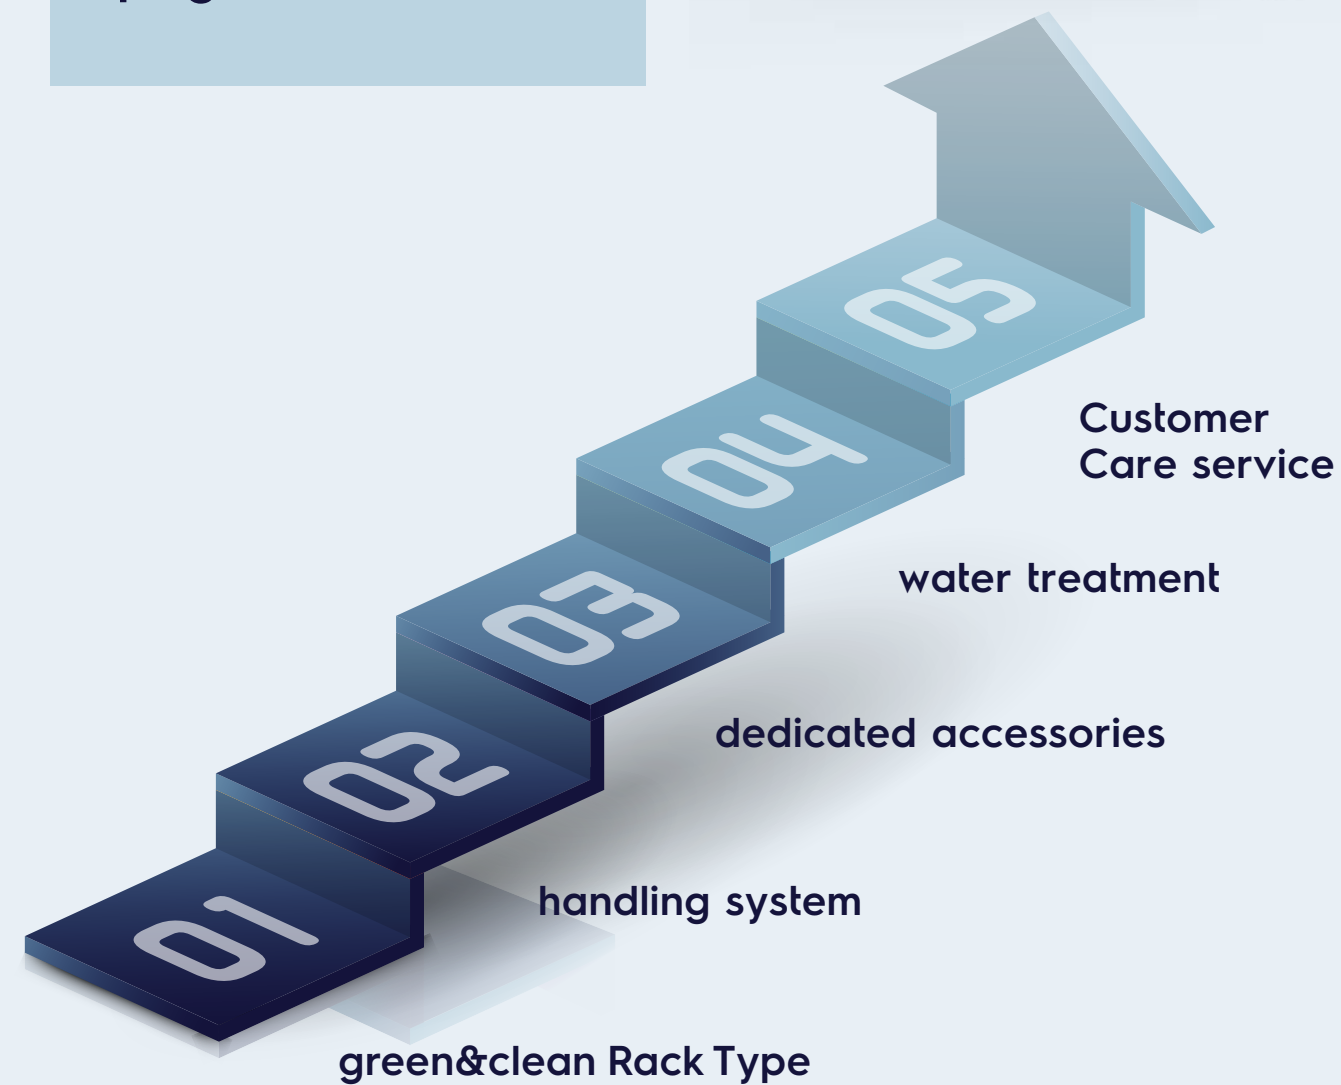 05
Customer
Care service
04
water treatment
03
dedicated accessories
02
handling system
01
green&clean Rack Type